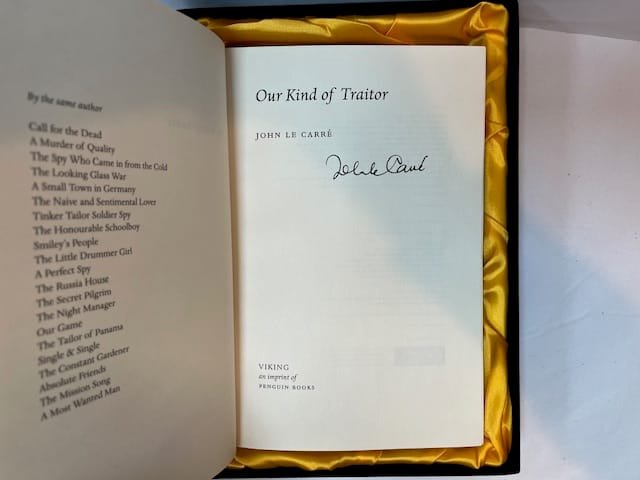 By the same author
Call for the Dead
A Murder of Quality
The Spy Who Came in from the Cold
The Looking Glass War
A Small Town in Germany
The Naive and Sentimental Lover
Tinker Tailor Soldier Spy
The Honourable Schoolboy
Smiley's People
The Little Drummer Girl
A Perfect Spy
The Russia House
The Secret Pilgrim
The Night Manager
Our Game
The Tailor of Panama
Single & Single
The Constant Gardener
Absolute Friends
The Mission Song
A Most Wanted Man
Our Kind of Traitor
JOHN LE CARRÉ
John le Carré
VIKING
an imprint of
PENGUIN BOOKS